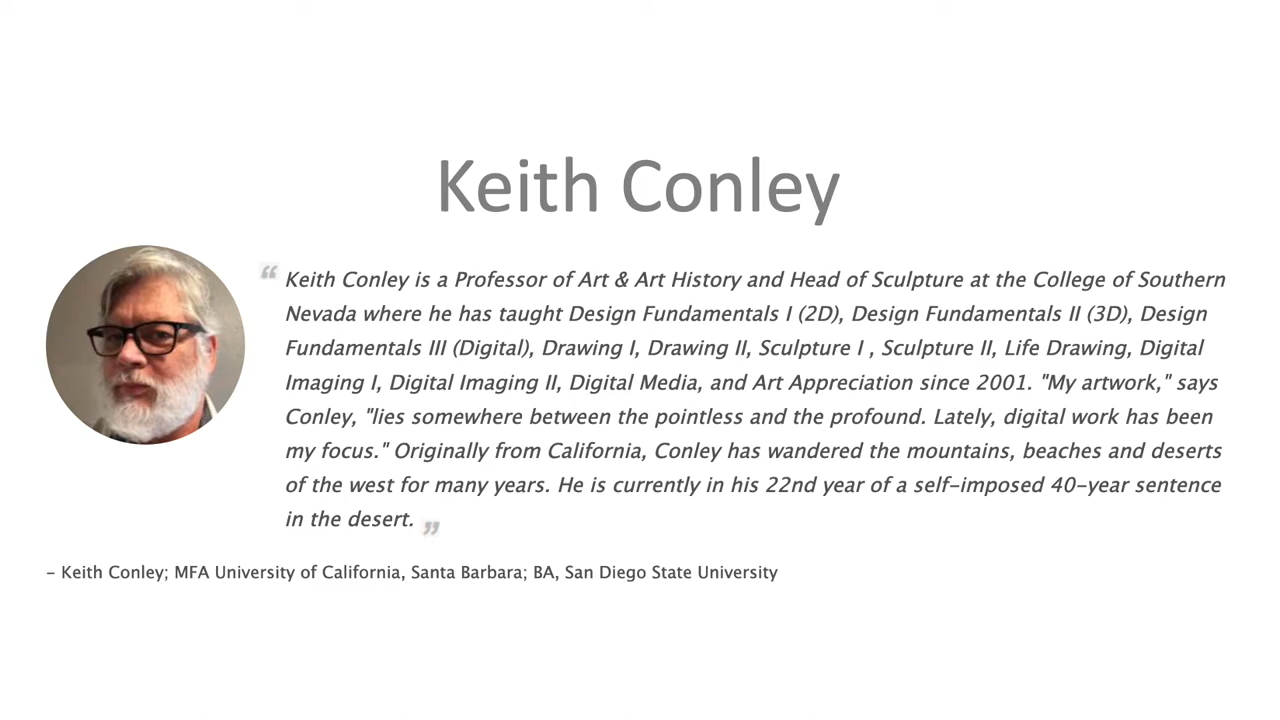 Keith Conley
“ Keith Conley is a Professor of Art & Art History and Head of Sculpture at the College of Southern
Nevada where he has taught Design Fundamentals I (2D), Design Fundamentals II (3D), Design
Fundamentals III (Digital), Drawing I, Drawing II, Sculpture I , Sculpture II, Life Drawing, Digital
Imaging I, Digital Imaging II, Digital Media, and Art Appreciation since 2001. "My artwork," says
Conley, "lies somewhere between the pointless and the profound. Lately, digital work has been
my focus." Originally from California, Conley has wandered the mountains, beaches and deserts
of the west for many years. He is currently in his 22nd year of a self-imposed 40-year sentence
in the desert. ”
– Keith Conley; MFA University of California, Santa Barbara; BA, San Diego State University